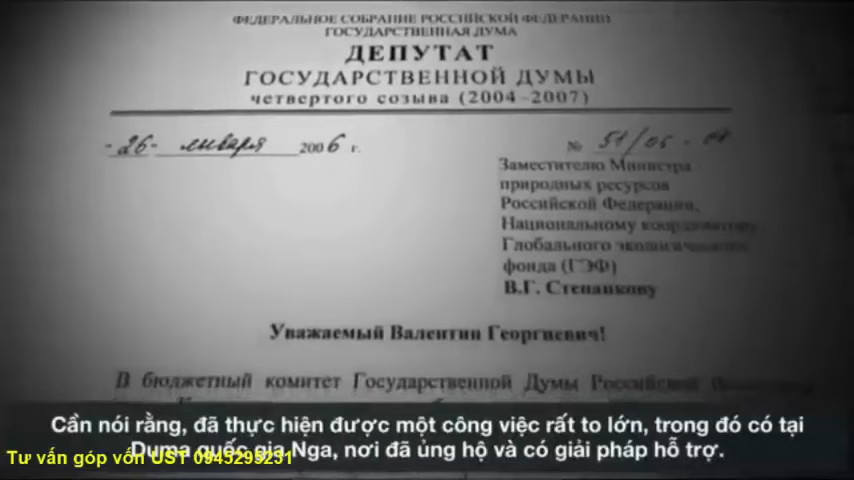 ФЕДЕРАЛЬНОЕ СОБРАНИЕ РОССИЙСКОЙ ФЕДЕРАЦИИ
ГОСУДАРСТВЕННАЯ ДУМА
ДЕПУТАТ
ГОСУДАРСТВЕННОЙ ДУМЫ
четвертого созыва (2004-2007)
-26- января 2006 г.
№ 51/05-
Заместителю Министра
природных ресурсов
Российской Федерации,
Национальному координатору
Глобального экологического
фонда (ГЭФ)
В.Г. Степанкову
Уважаемый Валентин Георгиевич!
В бюджетный комитет Государственной Думы Российской
Cần nói rằng, đã thực hiện được một công việc rất to lớn, trong đó có tại
Duma quốc gia Nga, nơi đã ủng hộ và có giải pháp hỗ trợ.
Tư vấn góp vốn UST 0945295231